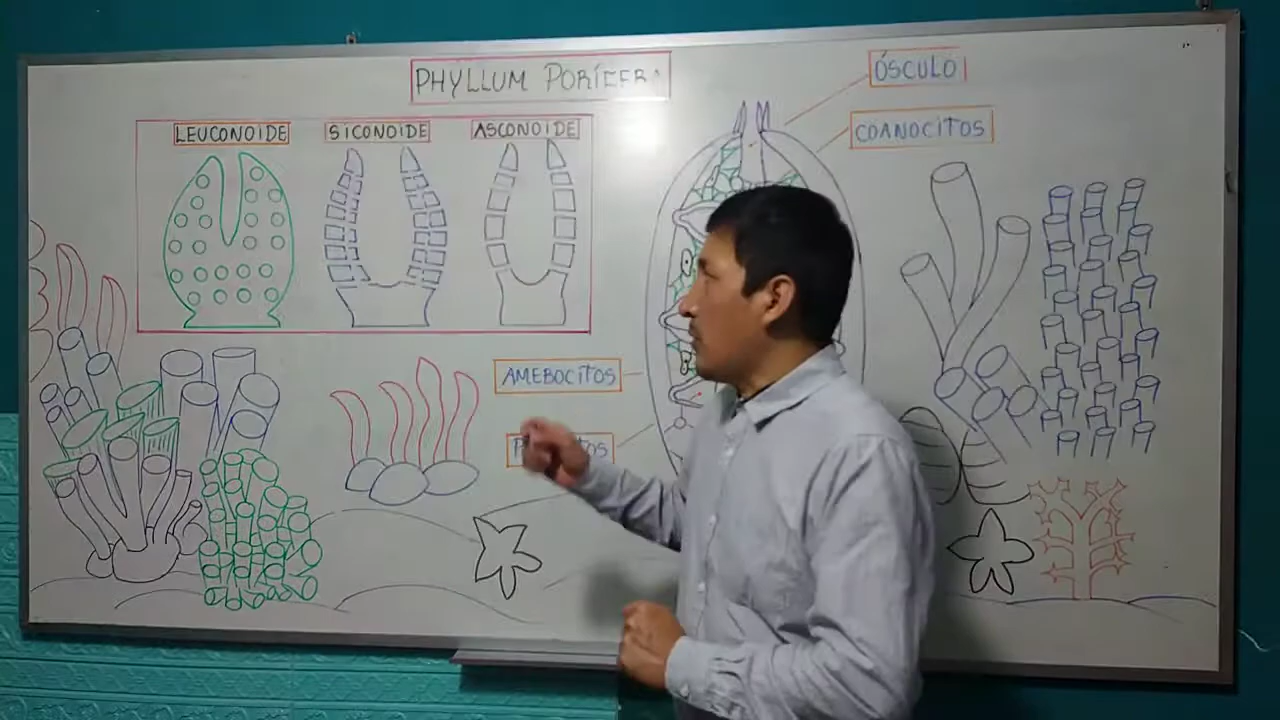 PHYLLUM PORÍFERA
ÓSCULO
COANOCITOS
LEUCONOIDE
SICONOIDE
ASCONOIDE
AMEBOCITOS